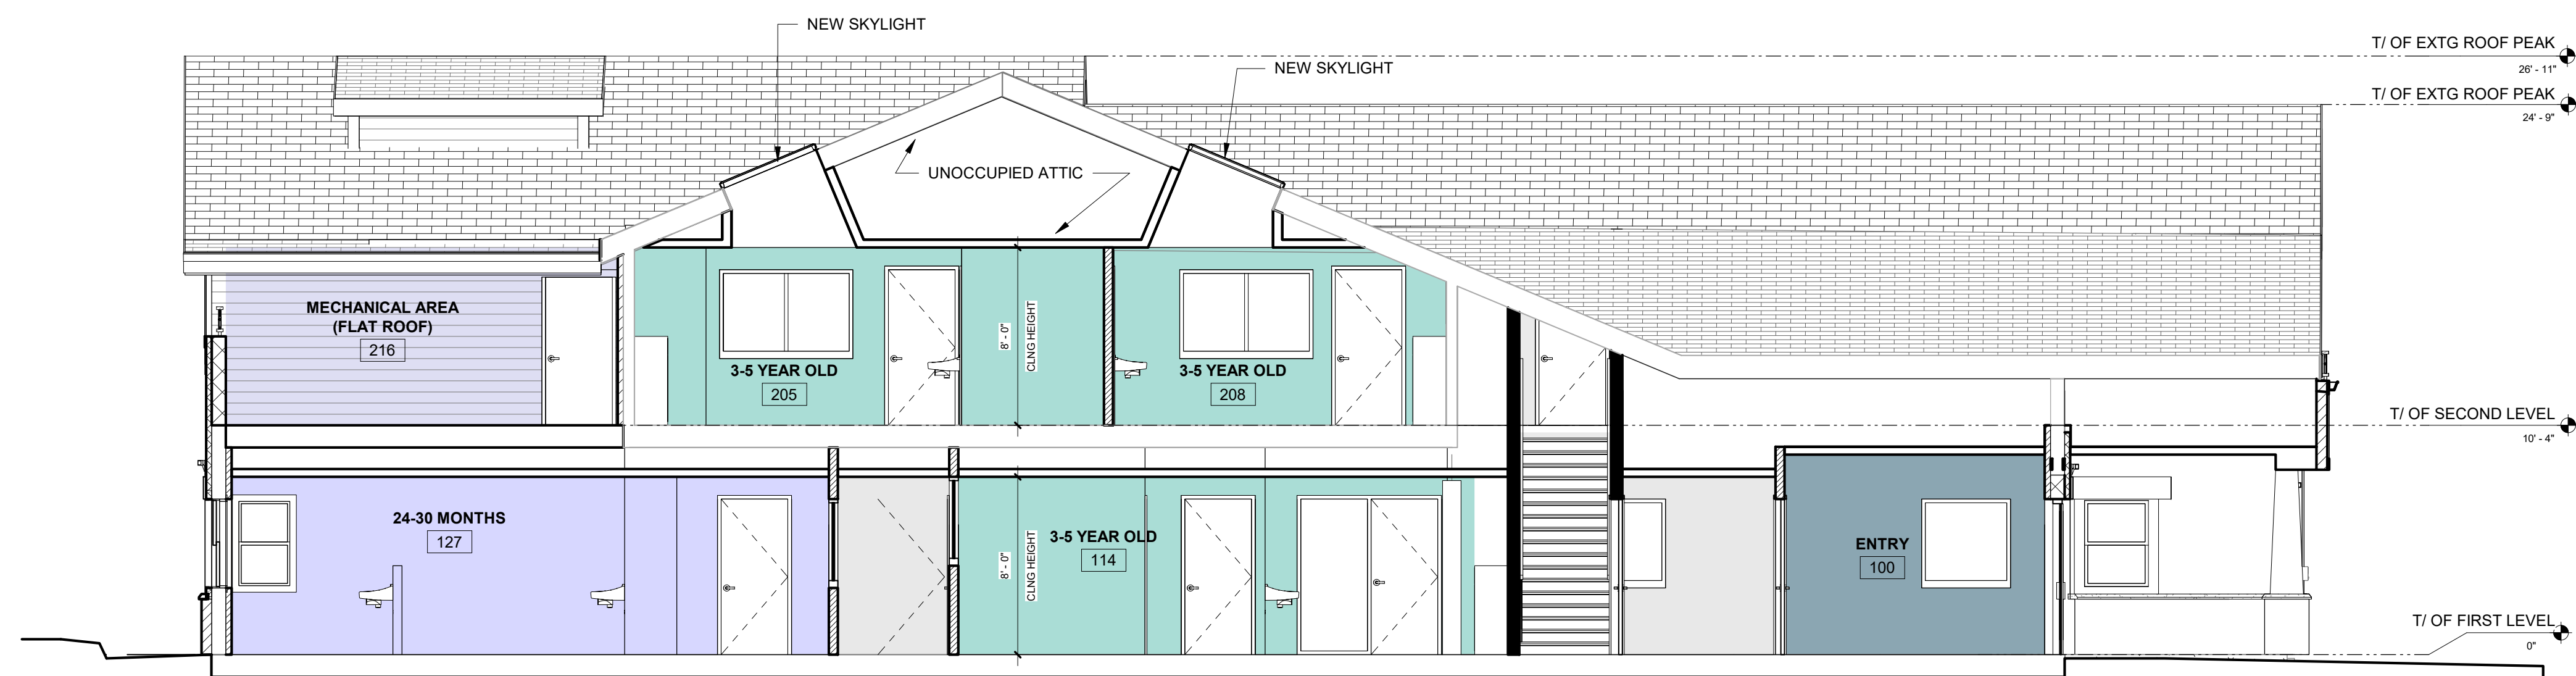 NEW SKYLIGHT
T/ OF EXTG ROOF PEAK
26' - 11"
NEW SKYLIGHT
T/ OF EXTG ROOF PEAK
24' - 9"
UNOCCUPIED ATTIC
MECHANICAL AREA
(FLAT ROOF)
216
8' - 0"
CLNG HEIGHT
3-5 YEAR OLD
205
3-5 YEAR OLD
208
T/ OF SECOND LEVEL
10' - 4"
24-30 MONTHS
127
8' - 0"
CLNG HEIGHT
3-5 YEAR OLD
114
ENTRY
100
T/ OF FIRST LEVEL
0"